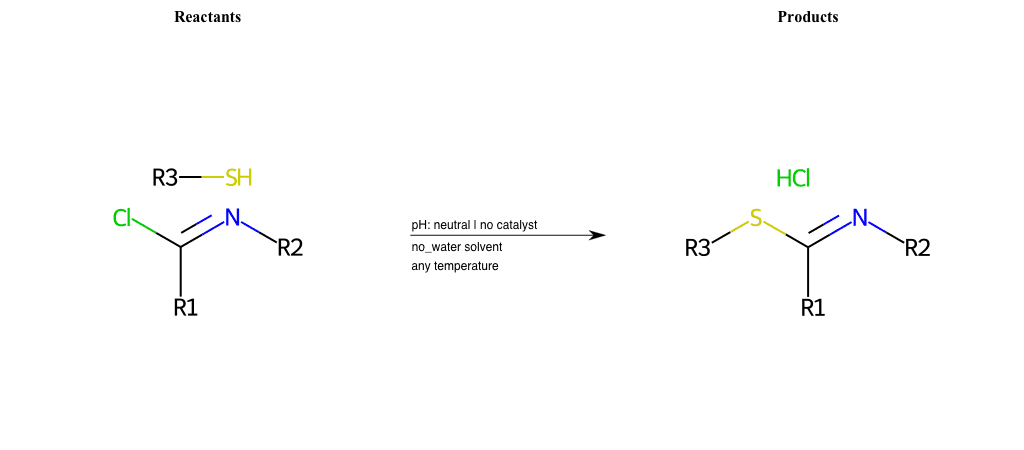 Reactants
Products
R3 SH
Cl N
R2
R1
pH: neutral | no catalyst
no_water solvent
any temperature
HCl
S N
R3 R2
R1